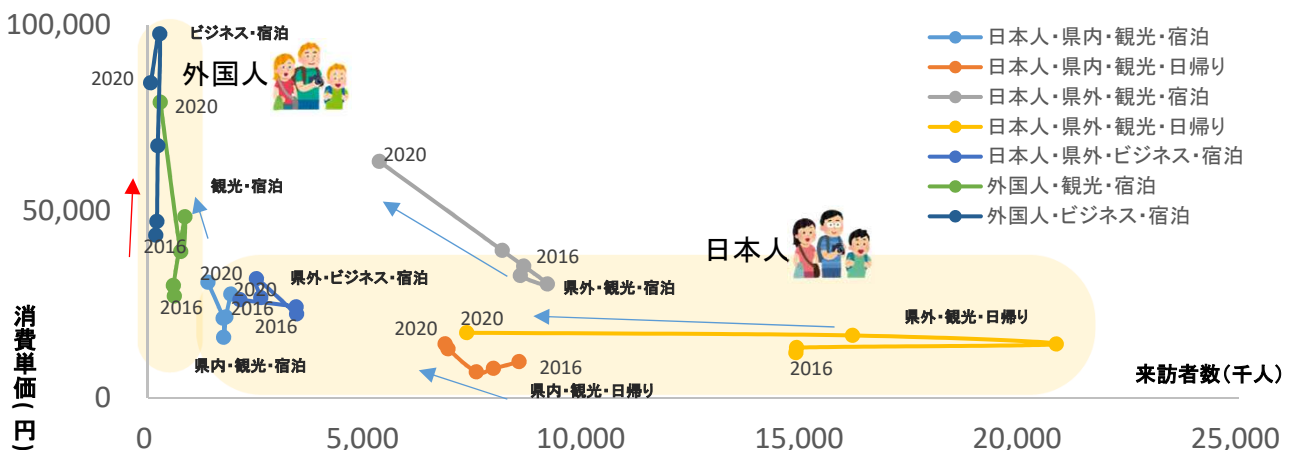 100,000
ビジネス・宿泊
日本人・県内・観光・宿泊
日本人・県内・観光・日帰り
日本人・県外・観光・宿泊
日本人・県外・観光・日帰り
日本人・県外・ビジネス・宿泊
外国人・観光・宿泊
外国人・ビジネス・宿泊
2020
外国人
2020
2020
観光・宿泊
50,000
2016
日本人
2016
2020
県外・ビジネス・宿泊
2020
県外・観光・宿泊
2016
2016
2016
2020
2020
県外・観光・日帰り
県内・観光・宿泊
2016
2016
県内・観光・日帰り
来訪者数(千人)
消費単価(円)
0
0
5,000
10,000
15,000
20,000
25,000